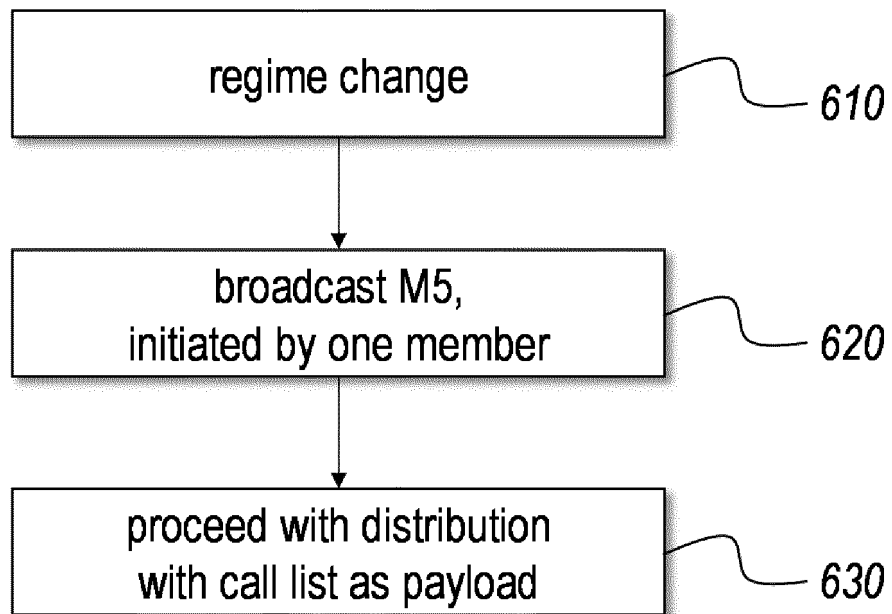 regime change
610
broadcast M5,
initiated by one member
620
proceed with distribution
with call list as payload
630